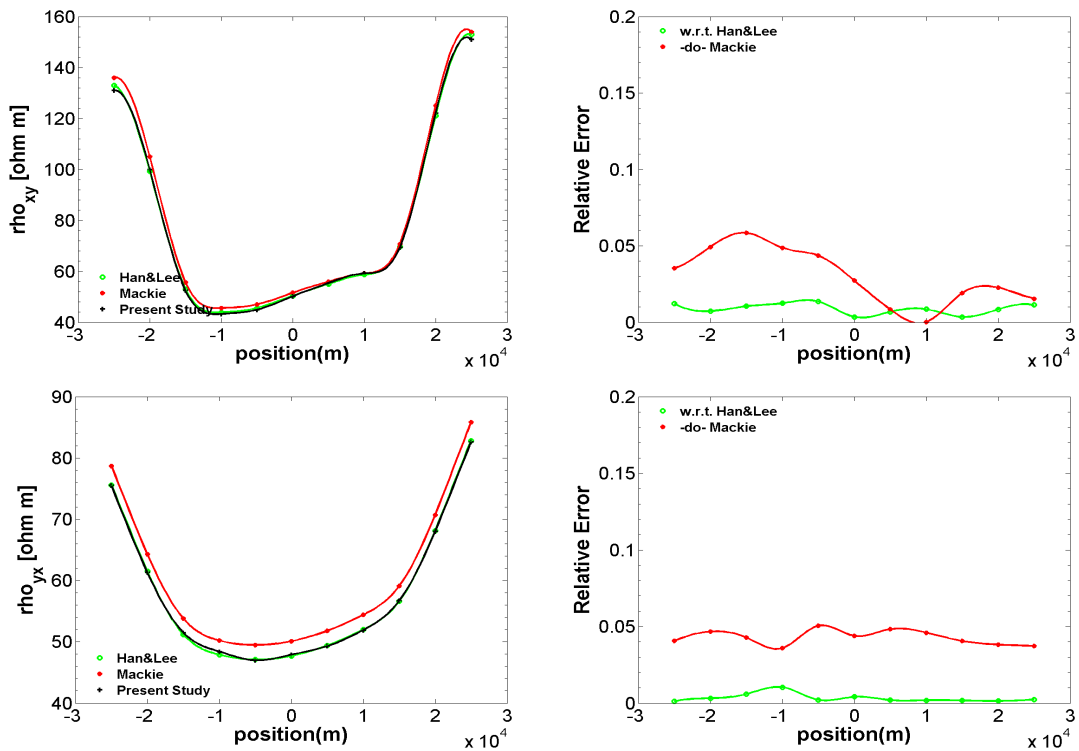 160
140
120
100
80
60
40
rho_xy [ohm m]
Han&Lee
Mackie
Present Study
-3 -2 -1 0 1 2 3
position(m)
x 10^4
0.2
0.15
0.1
0.05
0
Relative Error
w.r.t. Han&Lee
-do- Mackie
-3 -2 -1 0 1 2 3
position(m)
x 10^4
90
80
70
60
50
40
rho_yx [ohm m]
Han&Lee
Mackie
Present Study
-3 -2 -1 0 1 2 3
position(m)
x 10^4
0.2
0.15
0.1
0.05
0
Relative Error
w.r.t. Han&Lee
-do- Mackie
-3 -2 -1 0 1 2 3
position(m)
x 10^4